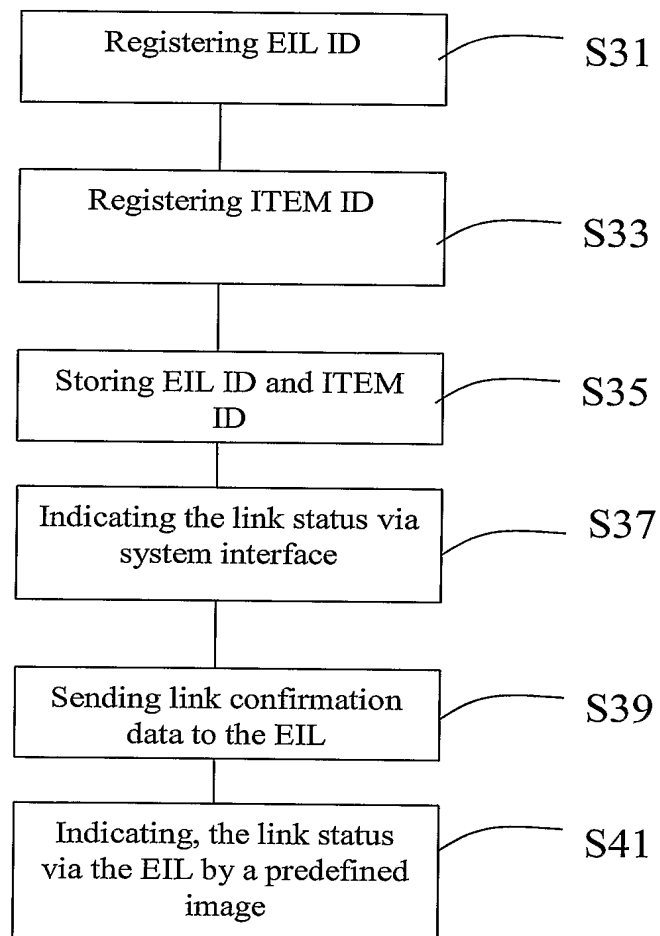 Registering EIL ID
S31
Registering ITEM ID
S33
Storing EIL ID and ITEM
ID
S35
Indicating the link status via
system interface
S37
Sending link confirmation
data to the EIL
S39
Indicating, the link status
via the EIL by a predefined
image
S41